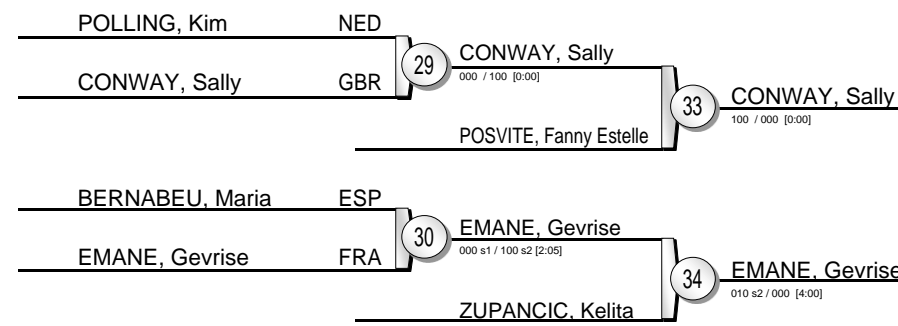 POLLING, Kim NED
29
CONWAY, Sally
000 / 100 [0:00]
CONWAY, Sally GBR
33
CONWAY, Sally
100 / 000 [0:00]
POSVITE, Fanny Estelle
BERNABEU, Maria ESP
30
EMANE, Gevrise
000 s1 / 100 s2 [2:05]
EMANE, Gevrise FRA
34
EMANE, Gevrise
010 s2 / 000 [4:00]
ZUPANCIC, Kelita